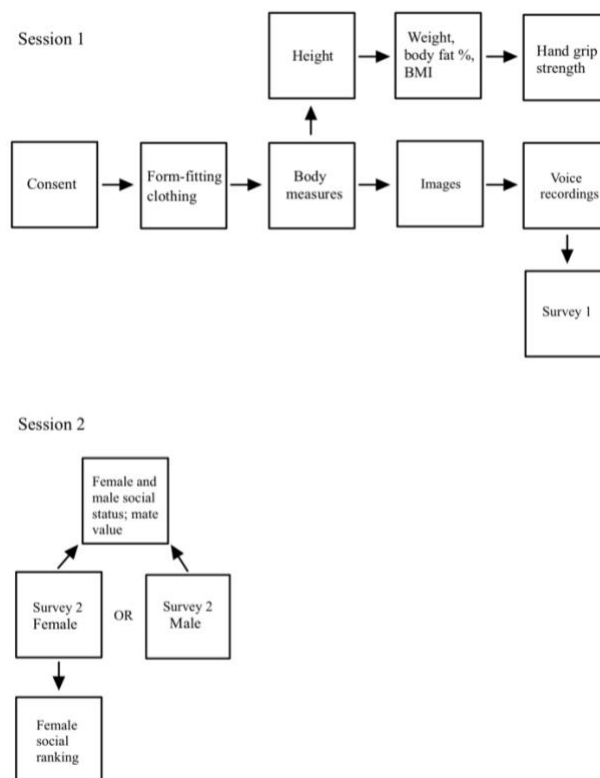 Session 1
Height
Weight,
body fat %,
BMI
Hand grip
strength
Consent
Form-fitting
clothing
Body
measures
Images
Voice
recordings
Survey 1
Session 2
Female and
male social
status; mate
value
Survey 2
Female
OR
Survey 2
Male
Female
social
ranking